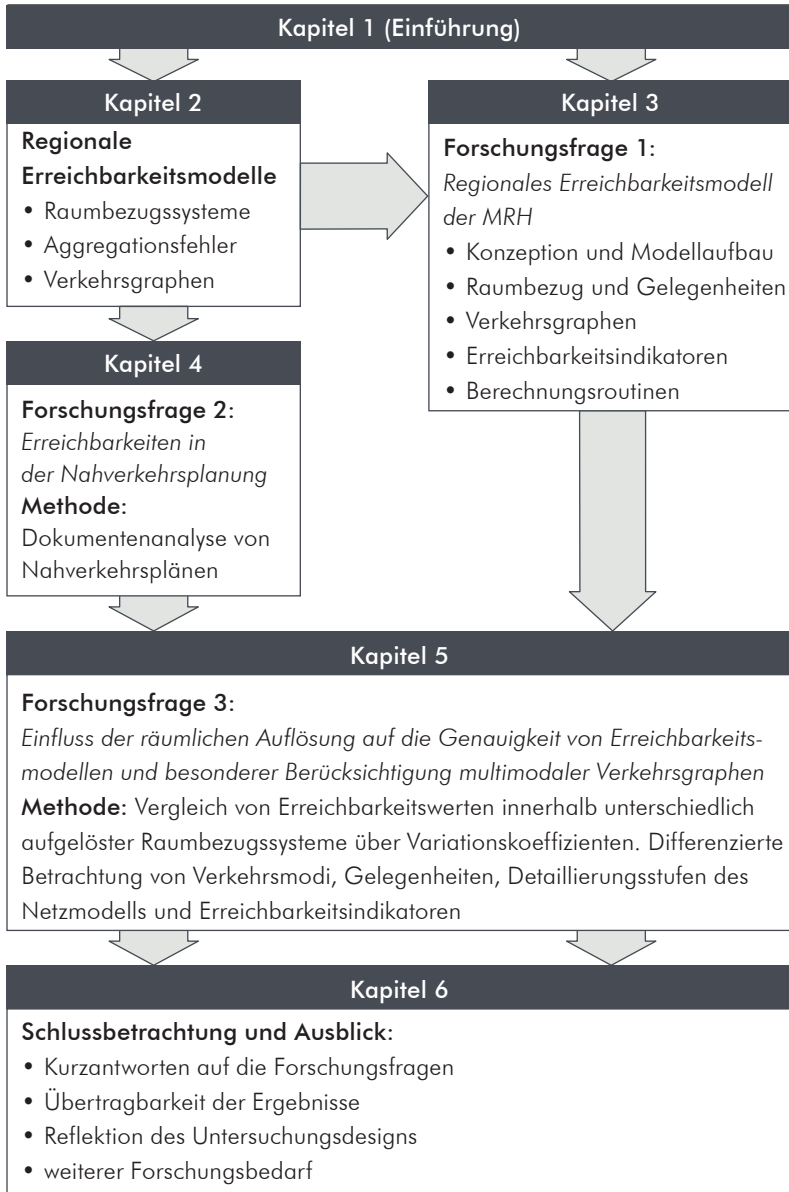 Kapitel 1 (Einführung)
Kapitel 2
Regionale
Erreichbarkeitsmodelle
• Raumbezugssysteme
• Aggregationsfehler
• Verkehrsgraphen
Kapitel 3
Forschungsfrage 1:
Regionales Erreichbarkeitsmodell
der MRH
• Konzeption und Modellaufbau
• Raumbezug und Gelegenheiten
• Verkehrsgraphen
• Erreichbarkeitsindikatoren
• Berechnungsroutinen
Kapitel 4
Forschungsfrage 2:
Erreichbarkeiten in
der Nahverkehrsplanung
Methode:
Dokumentenanalyse von
Nahverkehrsplänen
Kapitel 5
Forschungsfrage 3:
Einfluss der räumlichen Auflösung auf die Genauigkeit von Erreichbarkeits-
modellen und besonderer Berücksichtigung multimodaler Verkehrsgraphen
Methode: Vergleich von Erreichbarkeitswerten innerhalb unterschiedlich
aufgelöster Raumbezugssysteme über Variationskoeffizienten. Differenzierte
Betrachtung von Verkehrsmodi, Gelegenheiten, Detaillierungsstufen des
Netzmodells und Erreichbarkeitsindikatoren
Kapitel 6
Schlussbetrachtung und Ausblick:
• Kurzantworten auf die Forschungsfragen
• Übertragbarkeit der Ergebnisse
• Reflektion des Untersuchungsdesigns
• weiterer Forschungsbedarf